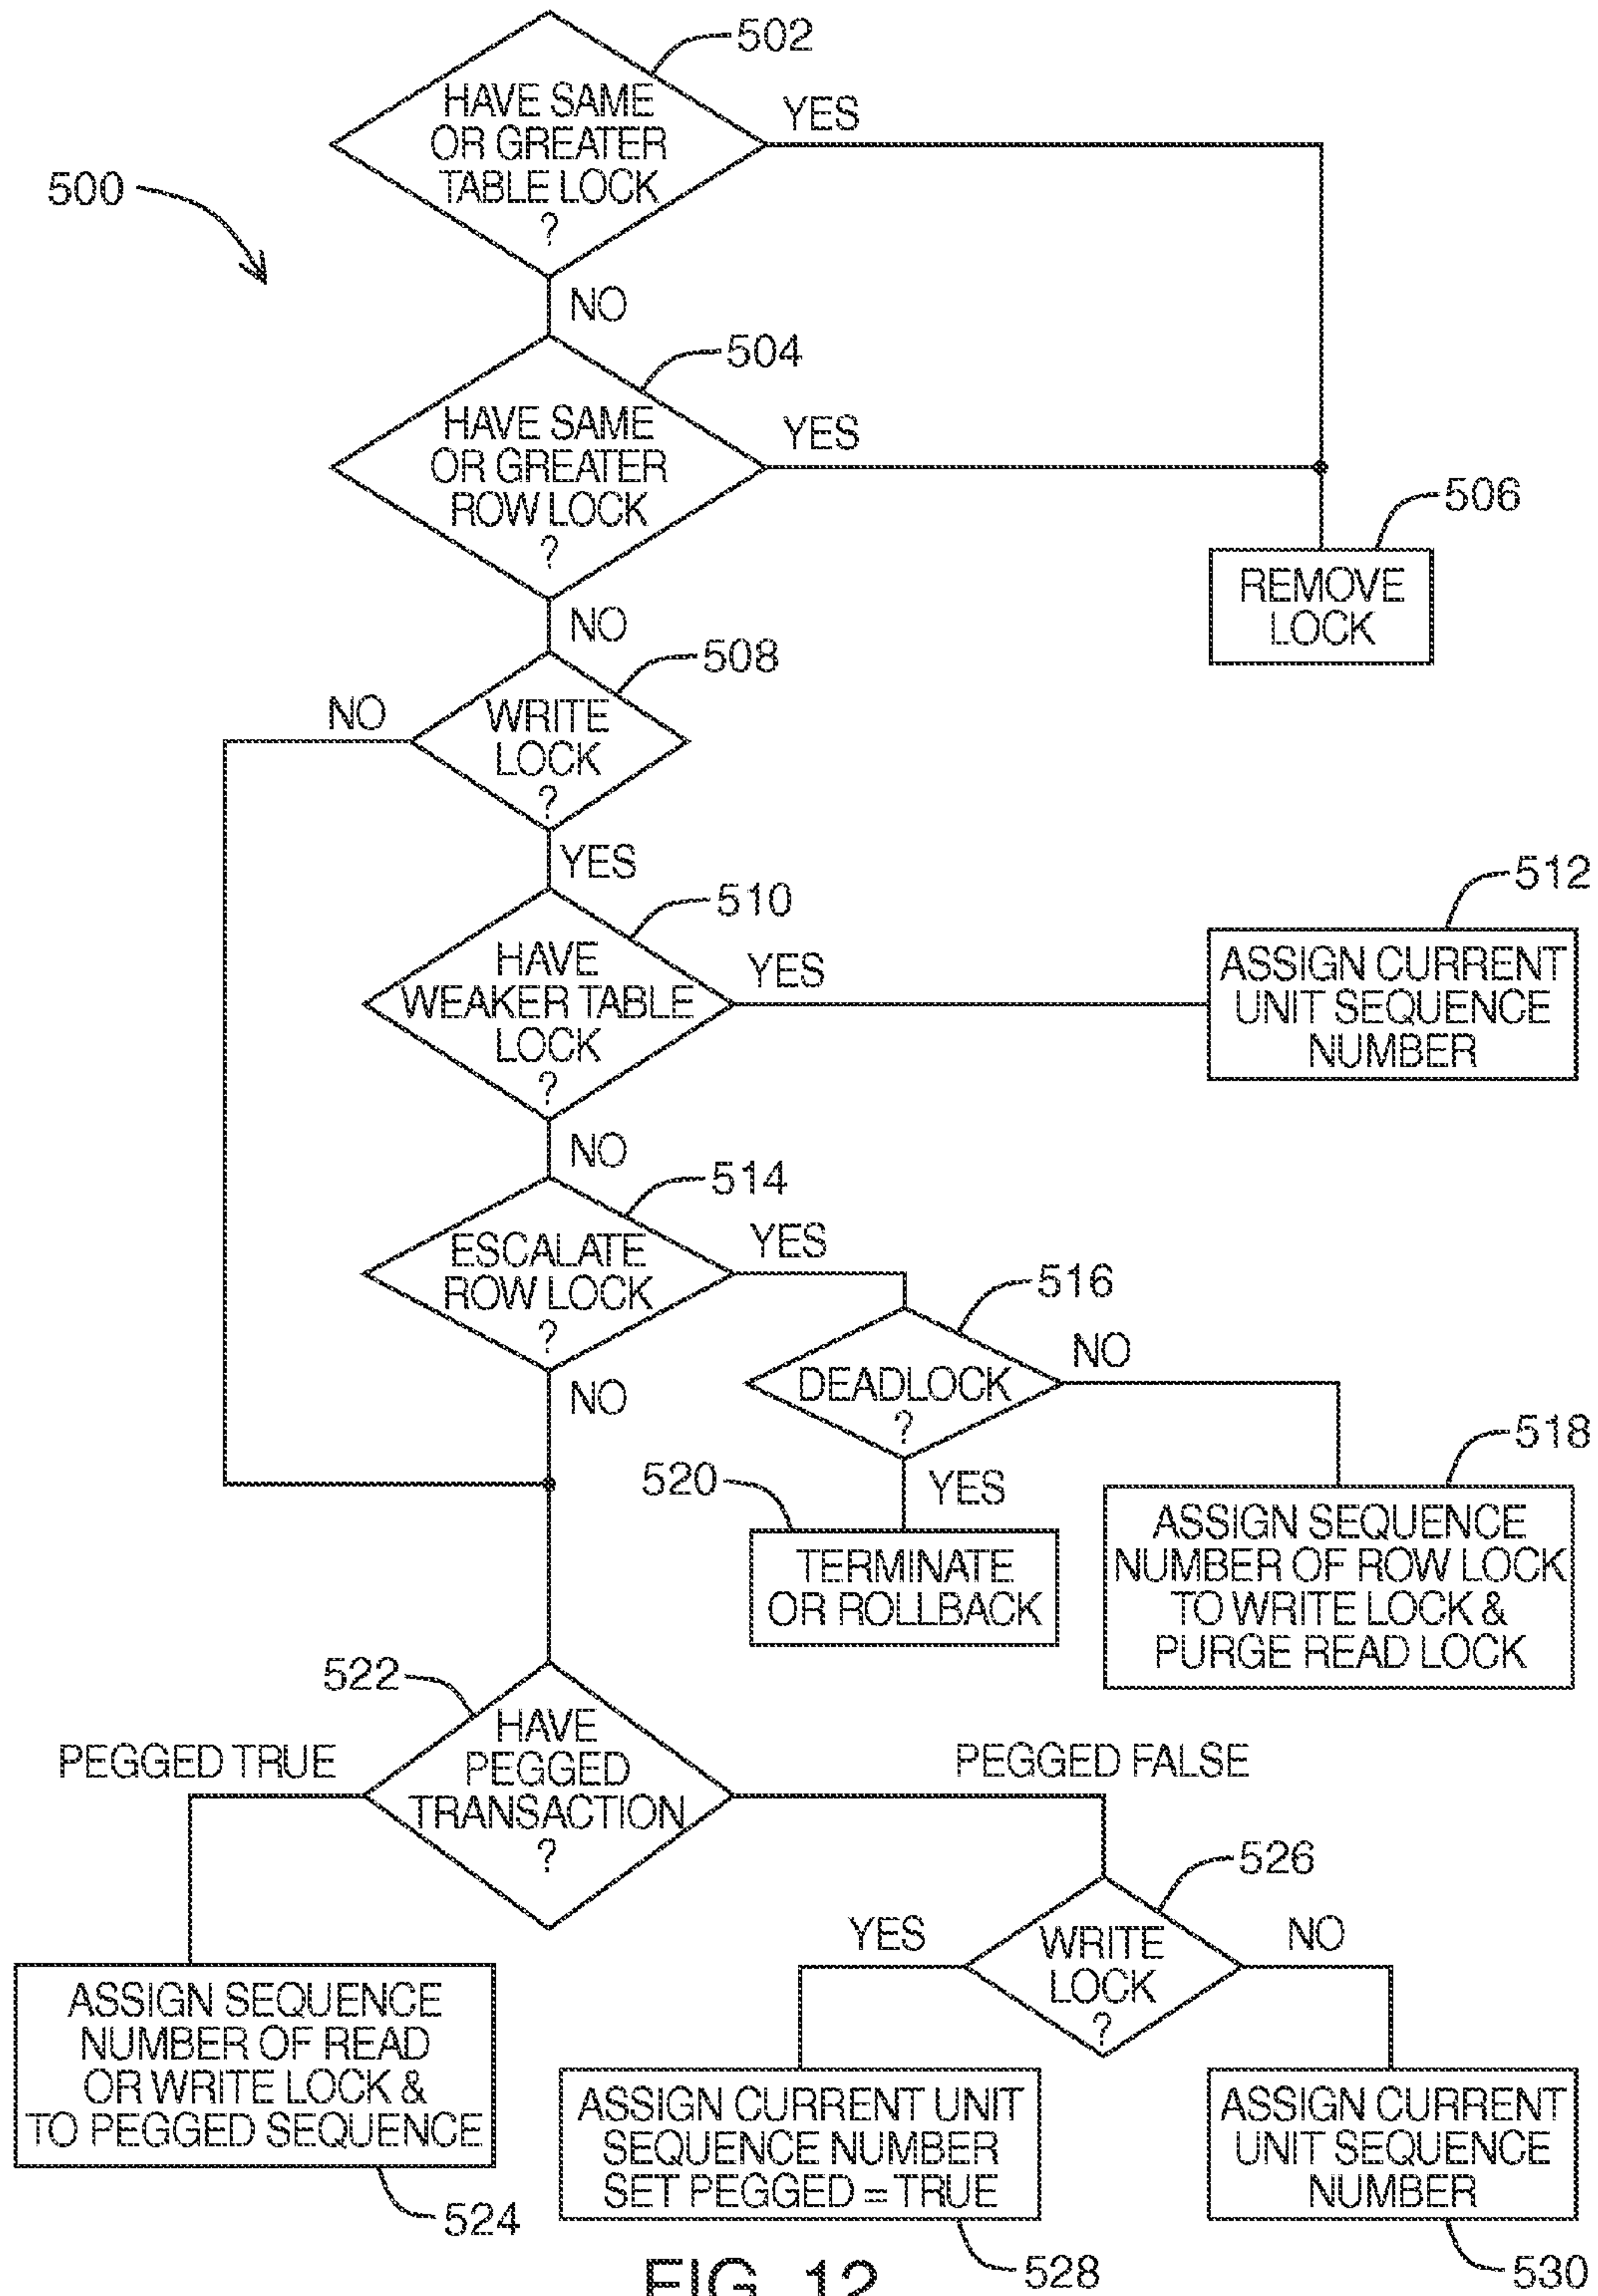 502
HAVE SAME
OR GREATER
TABLE LOCK
?
YES
500
NO
504
HAVE SAME
OR GREATER
ROW LOCK
?
YES
506
REMOVE
LOCK
NO
508
NO
WRITE
LOCK
?
YES
510
512
HAVE
WEAKER TABLE
LOCK
?
YES
ASSIGN CURRENT
UNIT SEQUENCE
NUMBER
NO
514
ESCALATE
ROW LOCK
?
YES
516
DEADLOCK
?
NO
NO
518
520
YES
TERMINATE
OR ROLLBACK
ASSIGN SEQUENCE
NUMBER OF ROW LOCK
TO WRITE LOCK &
PURGE READ LOCK
522
HAVE
PEGGED
TRANSACTION
?
PEGGED TRUE
PEGGED FALSE
526
YES
WRITE
LOCK
?
NO
ASSIGN SEQUENCE
NUMBER OF READ
OR WRITE LOCK &
TO PEGGED SEQUENCE
ASSIGN CURRENT UNIT
SEQUENCE NUMBER
SET PEGGED = TRUE
ASSIGN CURRENT
UNIT SEQUENCE
NUMBER
524
528
530
FIG. 12